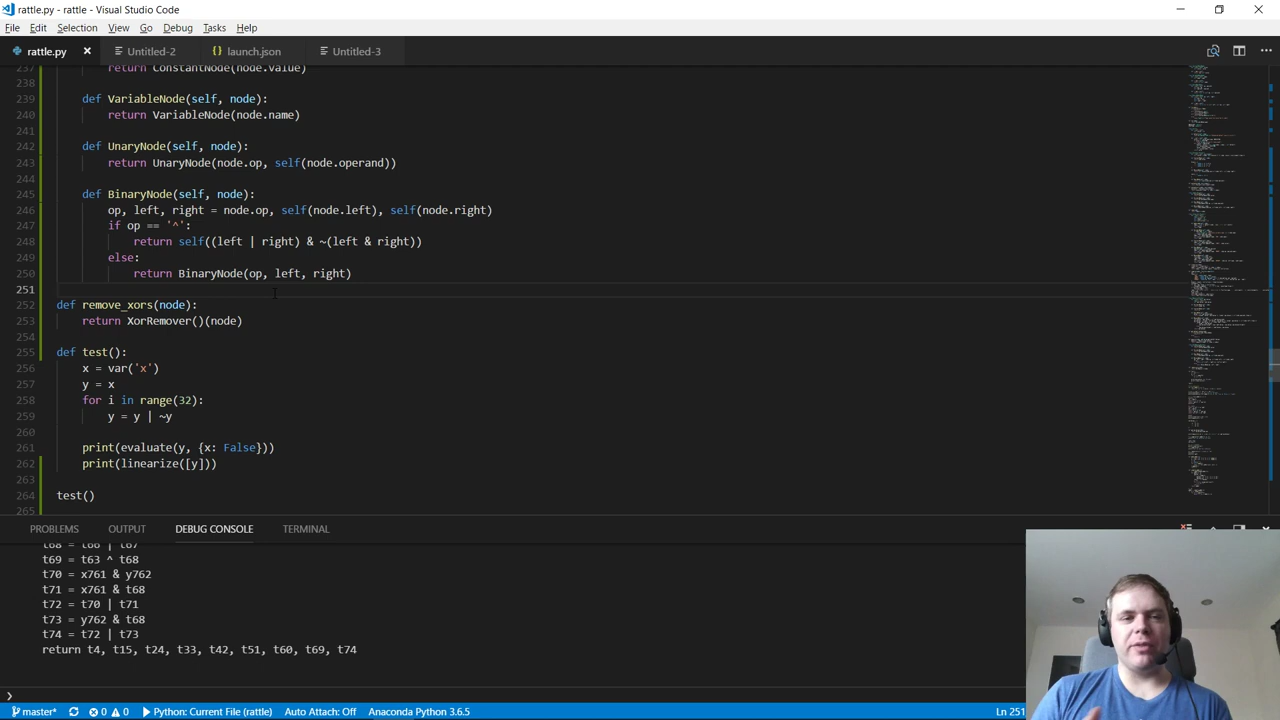 rattle.py - rattle - Visual Studio Code
File Edit Selection View Go Debug Tasks Help
rattle.py Untitled-2 launch.json Untitled-3
237 return ConstantNode(node.value)
238
239 def VariableNode(self, node):
240 return VariableNode(node.name)
241
242 def UnaryNode(self, node):
243 return UnaryNode(node.op, self(node.operand))
244
245 def BinaryNode(self, node):
246 op, left, right = node.op, self(node.left), self(node.right)
247 if op == '^':
248 return self((left | right) & ~(left & right))
249 else:
250 return BinaryNode(op, left, right)
251
252 def remove_xors(node):
253 return XorRemover()(node)
254
255 def test():
256 x = var('x')
257 y = x
258 for i in range(32):
259 y = y | ~y
260
261 print(evaluate(y, {x: False}))
262 print(linearize([y]))
263
264 test()
265
PROBLEMS OUTPUT DEBUG CONSOLE TERMINAL
t68 = t66 | t67
t69 = t63 ^ t68
t70 = x761 & y762
t71 = x761 & t68
t72 = t70 | t71
t73 = y762 & t68
t74 = t72 | t73
return t4, t15, t24, t33, t42, t51, t60, t69, t74
master* 0 0 Python: Current File (rattle) Auto Attach: Off Anaconda Python 3.6.5 Ln 251